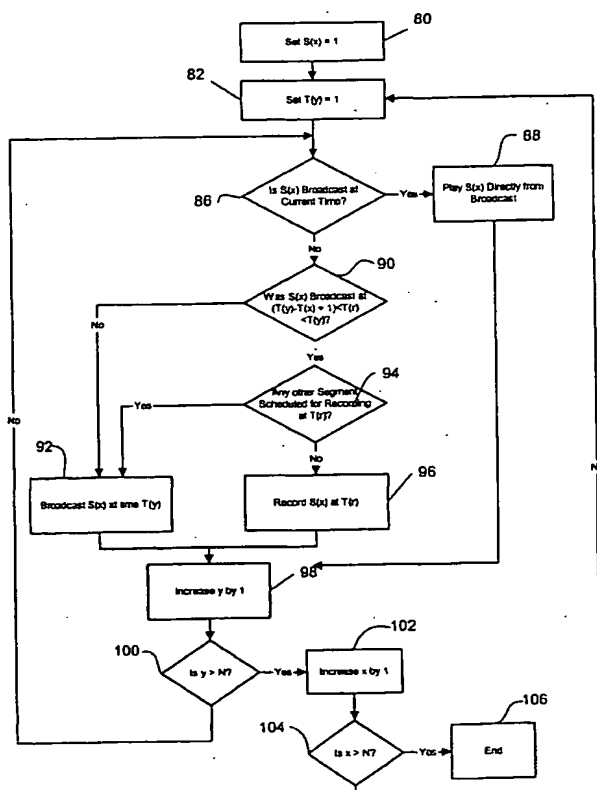 80
Set S(x) = 1
82
Set T(y) = 1
88
86
Is S(x) Broadcast at
Current Time?
Yes
Play S(x) Directly from
Broadcast
No
90
Was S(x) Broadcast at
(T(y)-T(x) + 1)<T(r)
<T(y)?
No
Yes
94
Any other Segment
Scheduled for Recording
at T(r)?
Yes
No
No
N
92
Broadcast S(x) at time T(y)
Record S(x) at T(r)
96
98
Increase y by 1
102
100
Is y > N?
Yes
Increase x by 1
106
104
Is x > N?
Yes
End